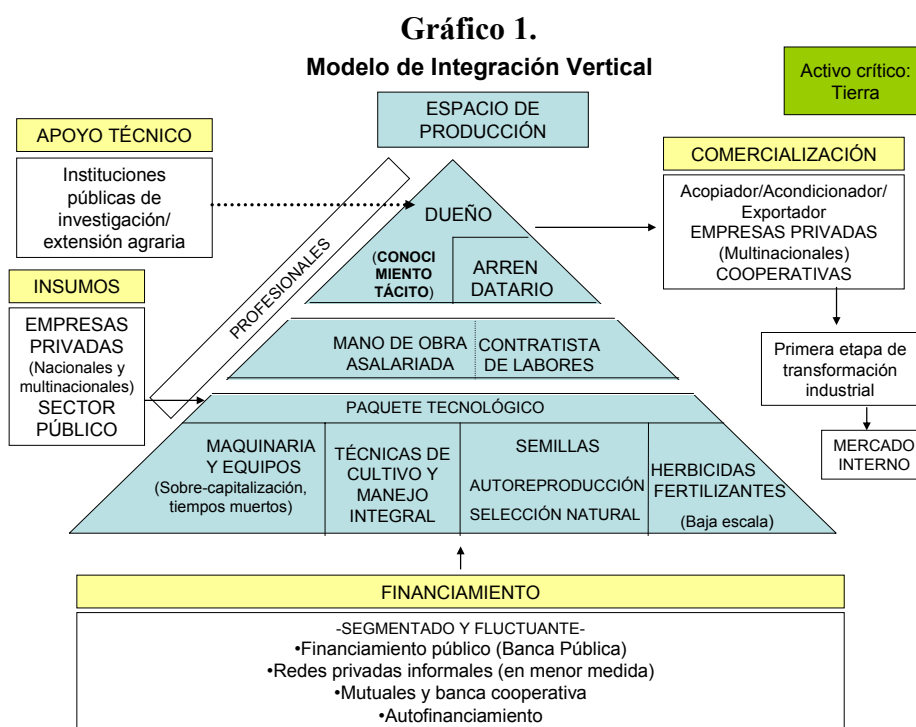 Gráfico 1.
Modelo de Integración Vertical
Activo crítico:
Tierra
ESPACIO DE
PRODUCCIÓN
APOYO TÉCNICO
Instituciones
públicas de
investigación/
extensión agraria
INSUMOS
EMPRESAS
PRIVADAS
(Nacionales y
multinacionales)
SECTOR
PÚBLICO
PROFESIONALES
DUEÑO
(CONOCI
MIENTO
TÁCITO)
ARREN
DATARIO
MANO DE OBRA
ASALARIADA
CONTRATISTA
DE LABORES
PAQUETE TECNOLÓGICO
MAQUINARIA
Y EQUIPOS
(Sobre-capitalización,
tiempos muertos)
TÉCNICAS DE
CULTIVO Y
MANEJO
INTEGRAL
SEMILLAS
AUTOREPRODUCCIÓN
SELECCIÓN NATURAL
HERBICIDAS
FERTILIZANTES
(Baja escala)
COMERCIALIZACIÓN
Acopiador/Acondicionador/
Exportador
EMPRESAS PRIVADAS
(Multinacionales)
COOPERATIVAS
Primera etapa de
transformación
industrial
MERCADO
INTERNO
FINANCIAMIENTO
-SEGMENTADO Y FLUCTUANTE-
•Financiamiento público (Banca Pública)
•Redes privadas informales (en menor medida)
•Mutuales y banca cooperativa
•Autofinanciamiento